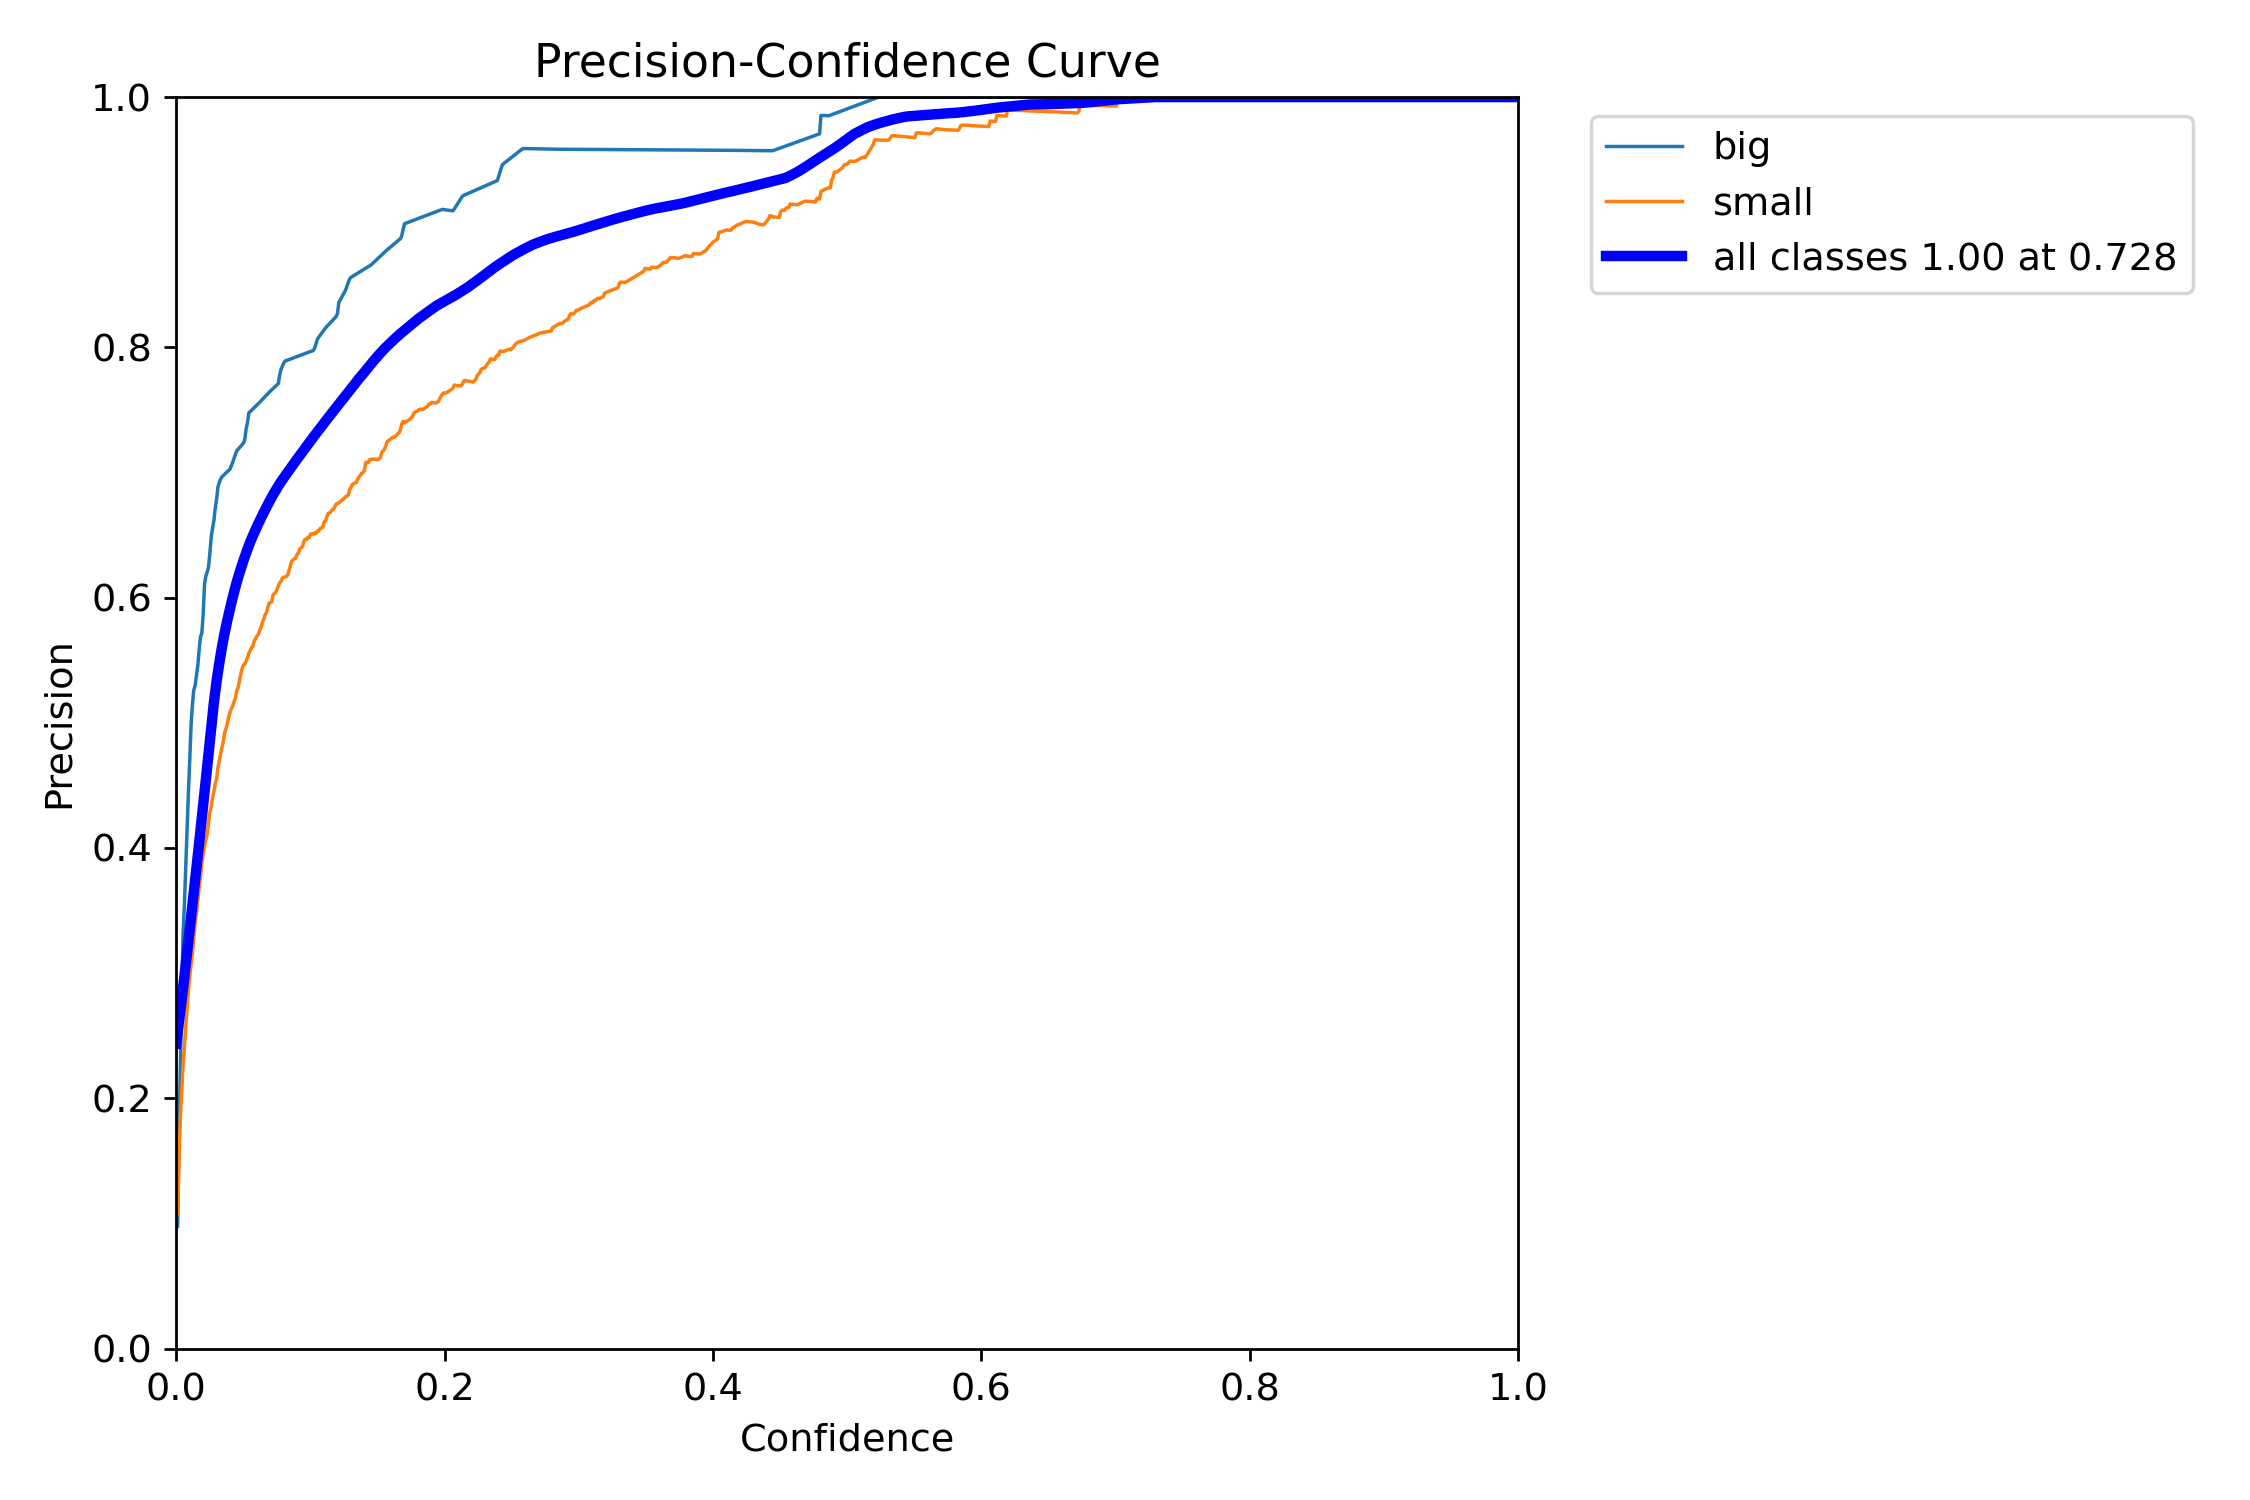 Precision-Confidence Curve
1.0
0.8
0.6
0.4
0.2
0.0
Precision
0.0 0.2 0.4 0.6 0.8 1.0
Confidence
big
small
all classes 1.00 at 0.728